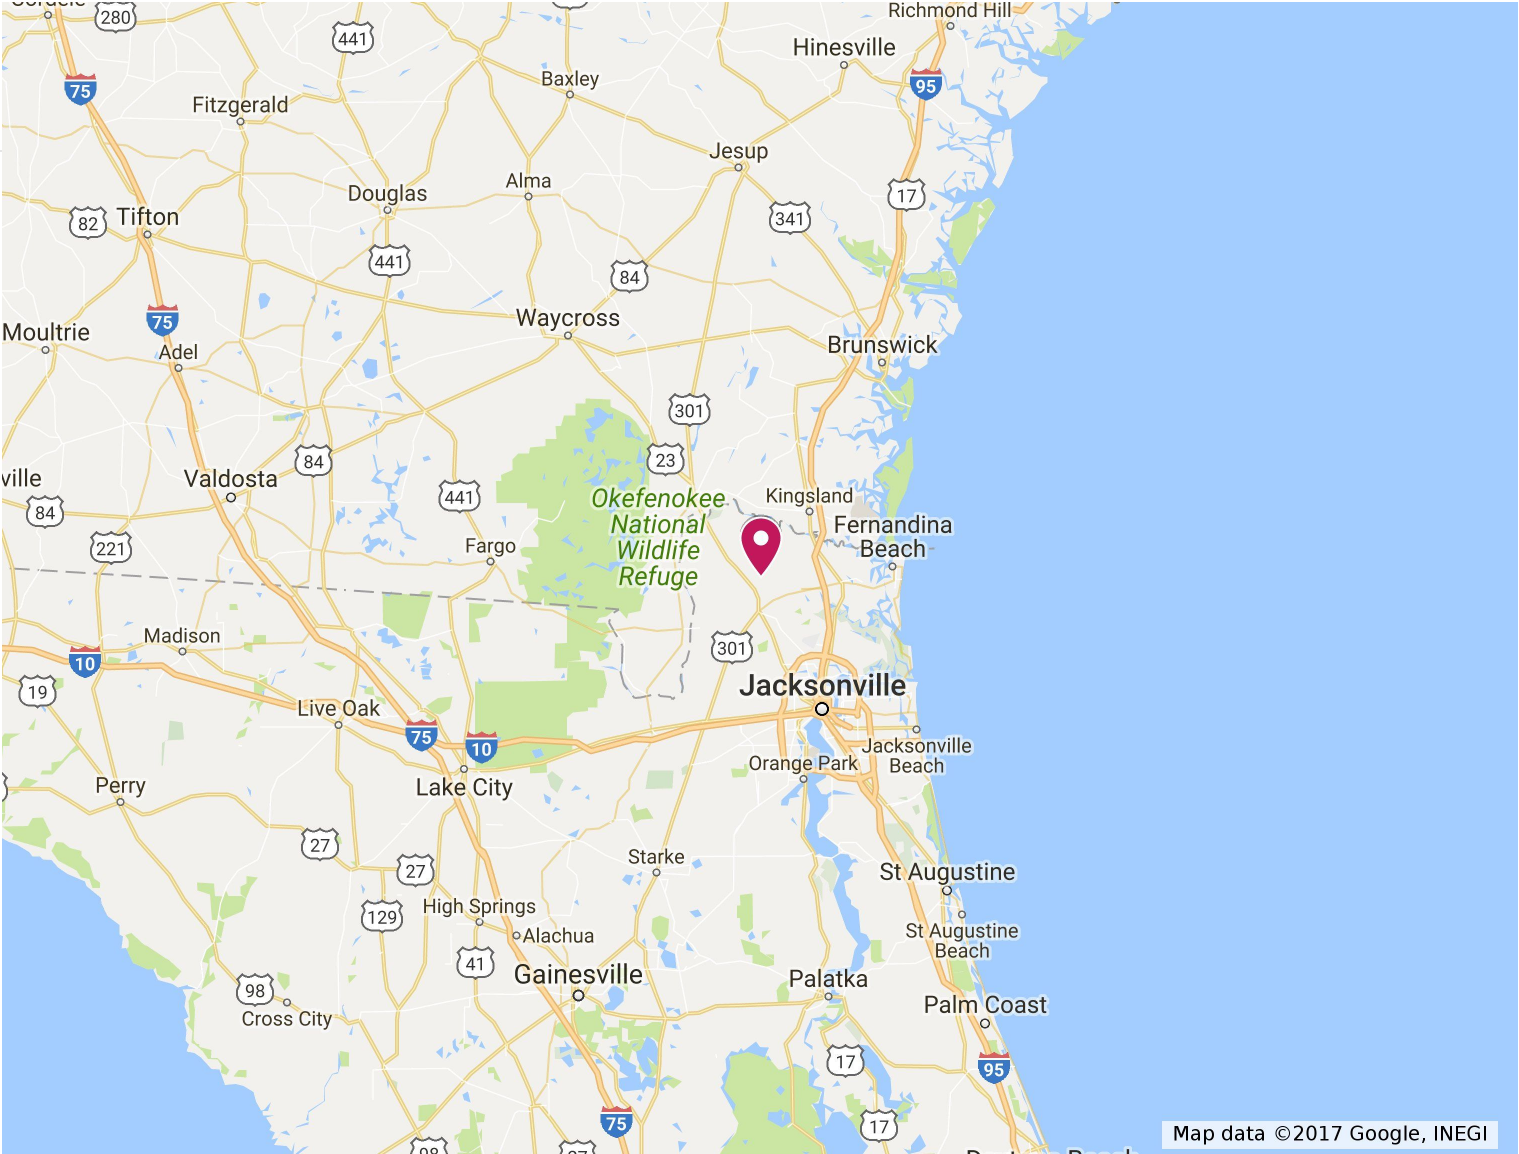 Cordele
280
441
Richmond Hill
Hinesville
75
Baxley
95
Fitzgerald
Jesup
Alma
Douglas
17
82
Tifton
341
441
84
75
Waycross
Moultrie
Adel
Brunswick
301
84
23
Valdosta
ville
441
Kingsland
84
Okefenokee
National
Wildlife
Refuge
Fernandina
Beach
221
Fargo
Madison
10
301
19
Jacksonville
Live Oak
75
10
Jacksonville
Beach
Orange Park
Lake City
Perry
27
Starke
27
St Augustine
High Springs
129
Alachua
St Augustine
Beach
41
Gainesville
Palatka
98
Cross City
Palm Coast
17
95
75
17
98
27
Map data ©2017 Google, INEGI